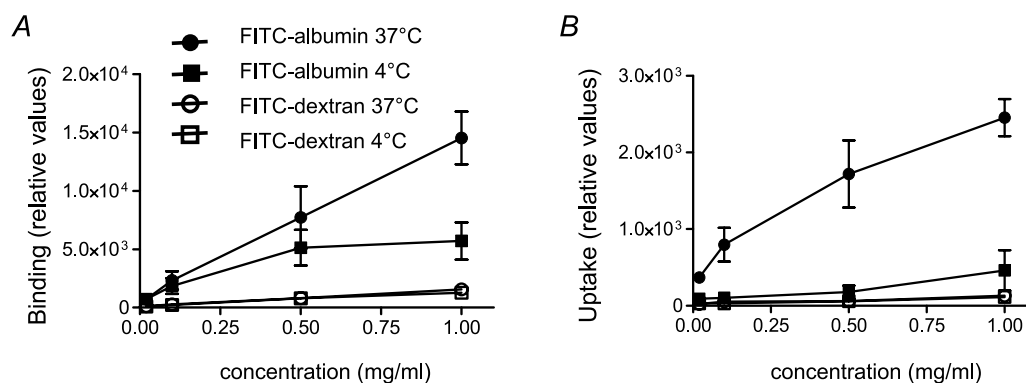 A
FITC-albumin 37°C
FITC-albumin 4°C
FITC-dextran 37°C
FITC-dextran 4°C
Binding (relative values)
2.0×10⁴
1.5×10⁴
1.0×10⁴
5.0×10³
0
0.00 0.25 0.50 0.75 1.00
concentration (mg/ml)
B
Uptake (relative values)
3.0×10³
2.0×10³
1.0×10³
0
0.00 0.25 0.50 0.75 1.00
concentration (mg/ml)